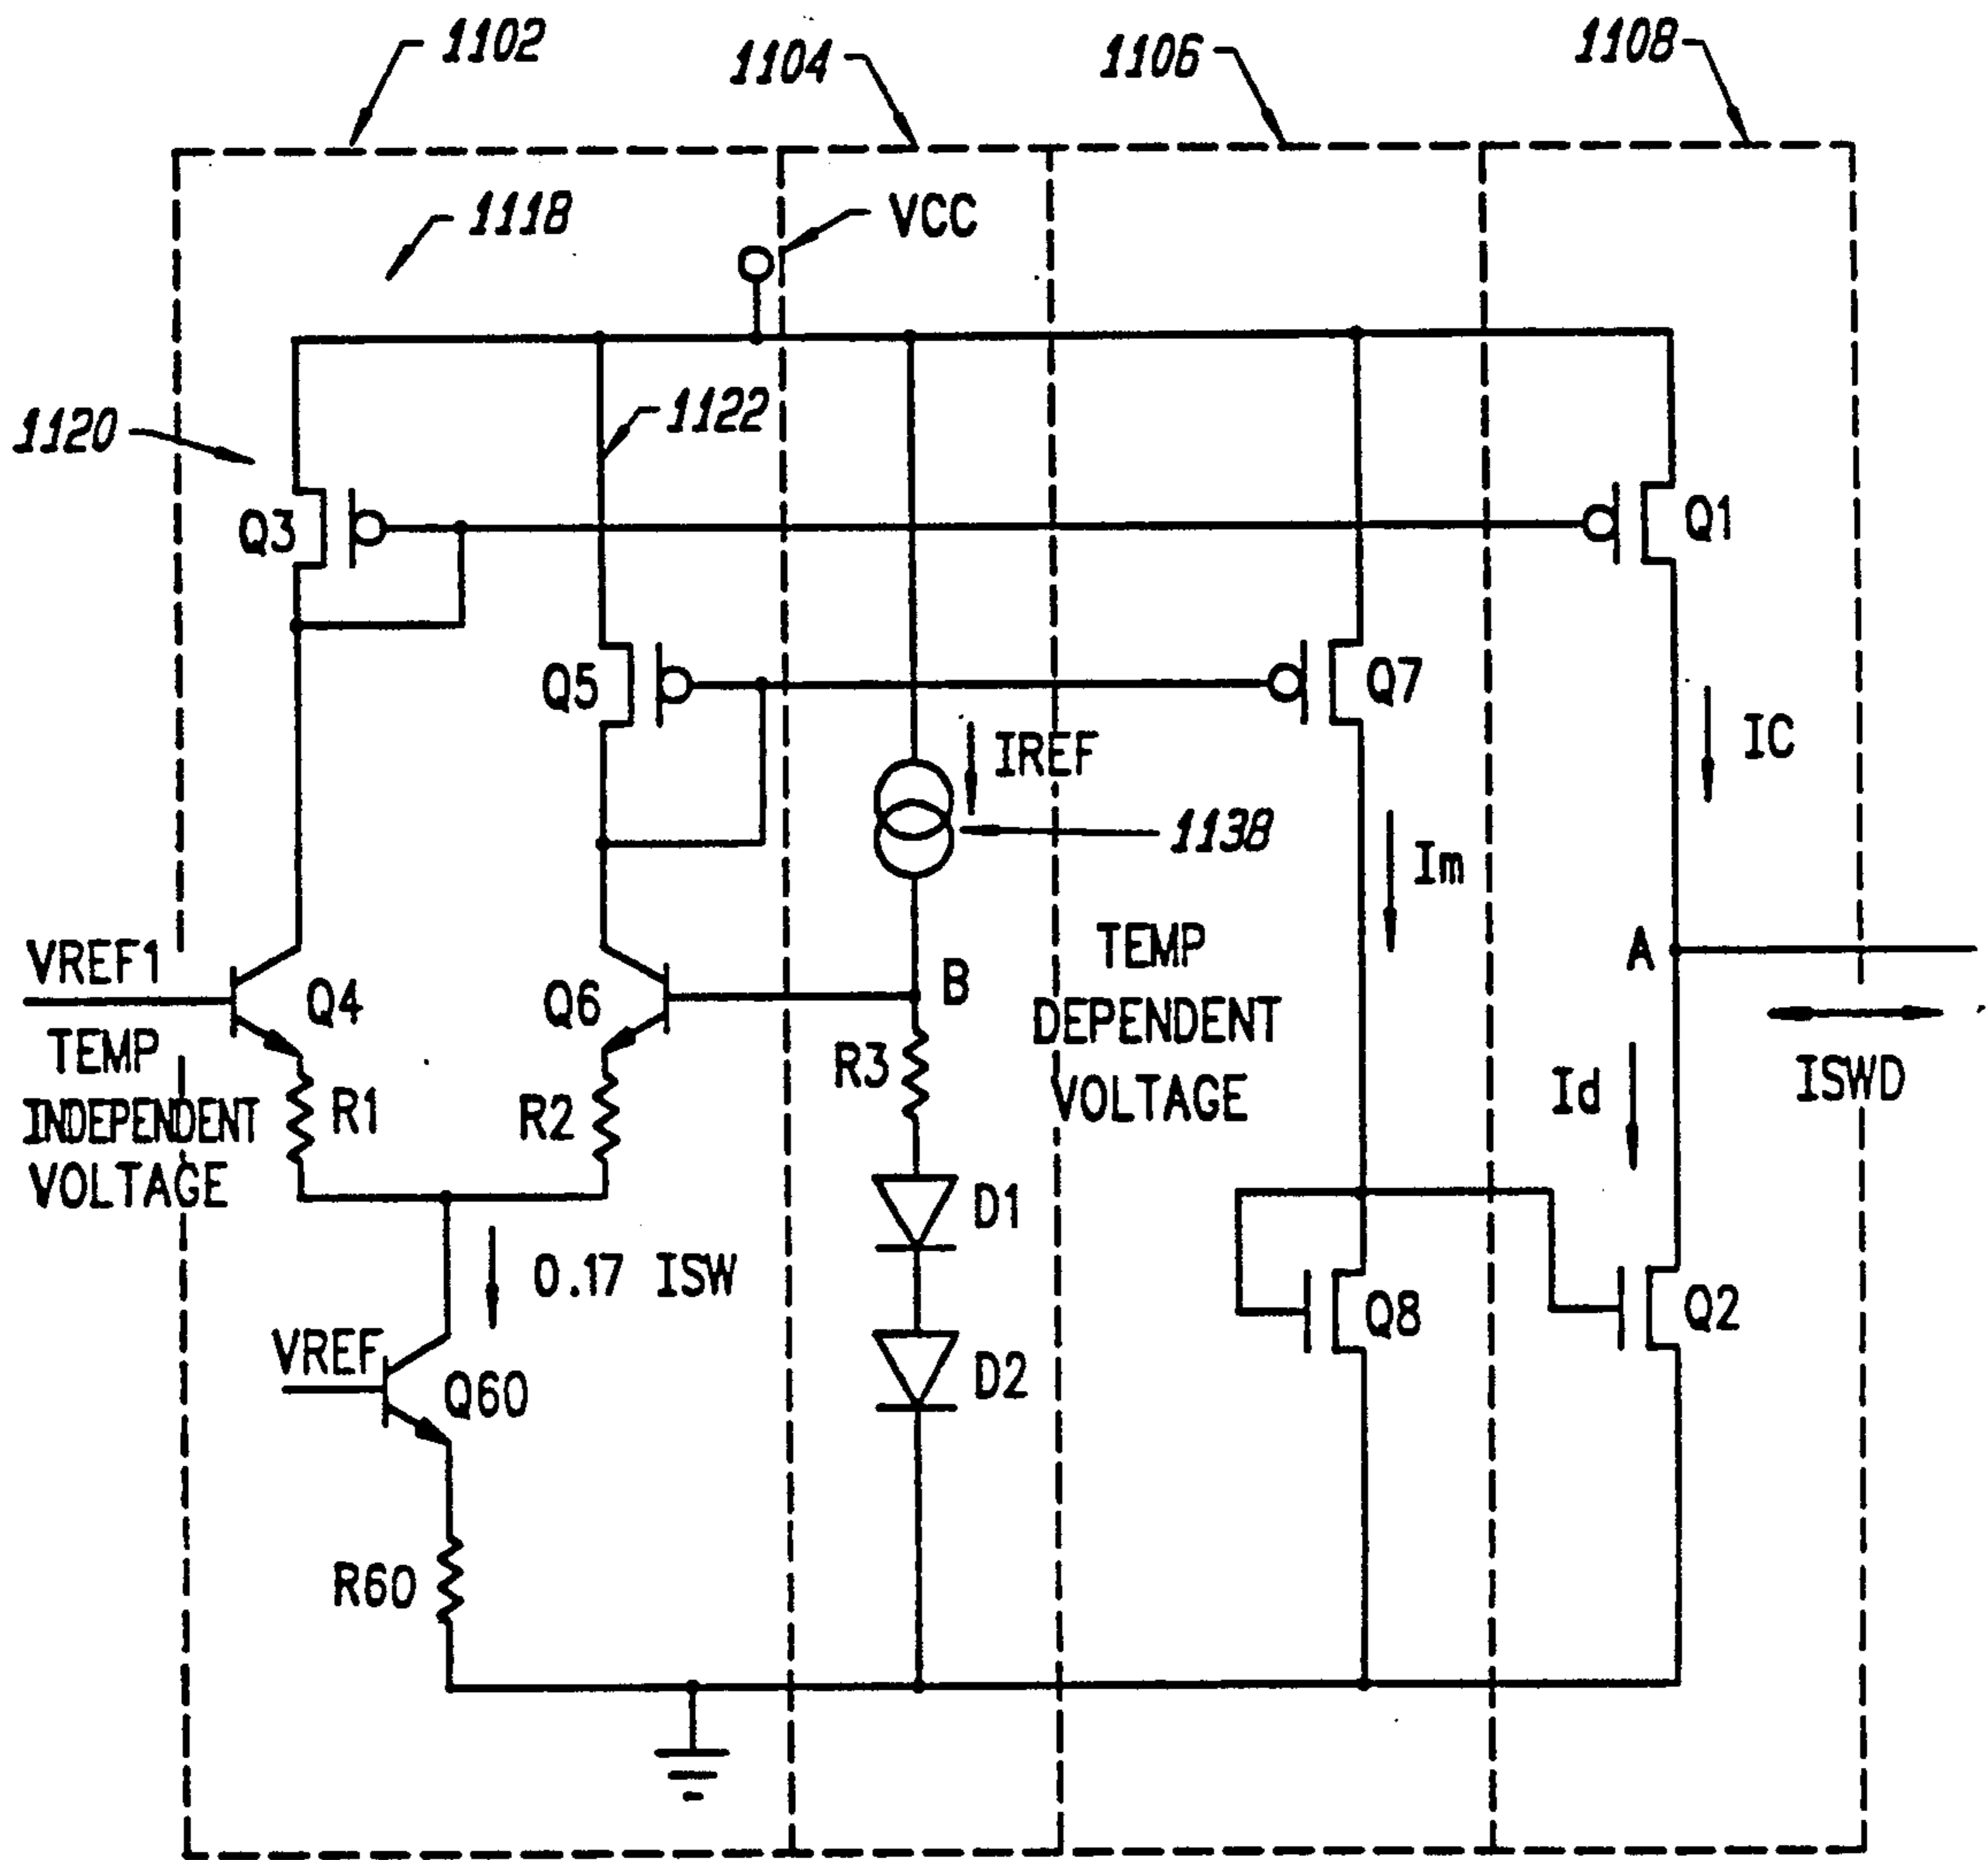 1102
1104
1106
1108
1118
VCC
1120
1122
Q3
Q1
Q5
Q7
IREF
IC
1138
Im
VREF1
Q4
Q6
B
TEMP
DEPENDENT
VOLTAGE
A
TEMP
INDEPENDENT
VOLTAGE
R1
R2
R3
Id
ISWD
D1
0.17 ISW
VREF
Q60
D2
Q8
Q2
R60